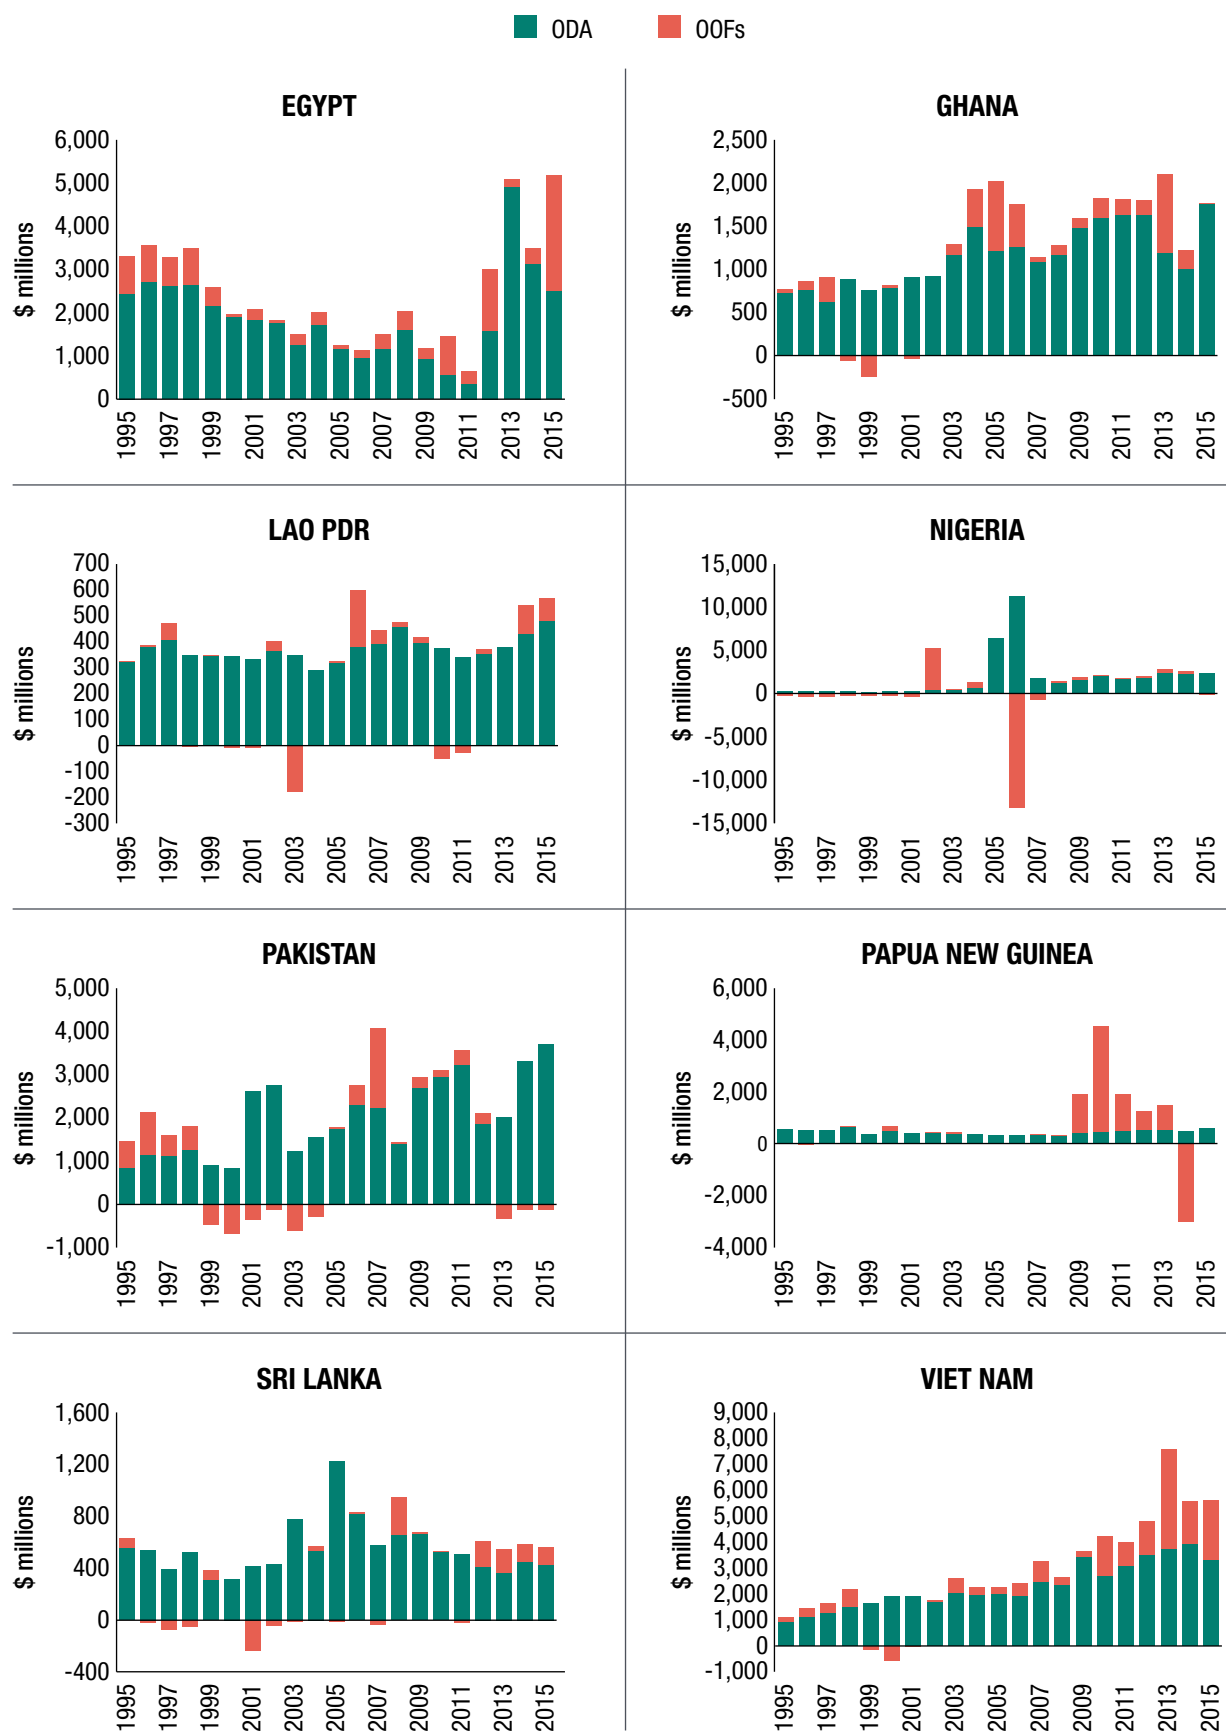 ODA OOFs
EGYPT
$ millions
6,000
5,000
4,000
3,000
2,000
1,000
0
1995 1997 1999 2001 2003 2005 2007 2009 2011 2013 2015
GHANA
$ millions
2,500
2,000
1,500
1,000
500
0
-500
1995 1997 1999 2001 2003 2005 2007 2009 2011 2013 2015
LAO PDR
$ millions
700
600
500
400
300
200
100
0
-100
-200
-300
1995 1997 1999 2001 2003 2005 2007 2009 2011 2013 2015
NIGERIA
$ millions
15,000
10,000
5,000
0
-5,000
-10,000
-15,000
1995 1997 1999 2001 2003 2005 2007 2009 2011 2013 2015
PAKISTAN
$ millions
5,000
4,000
3,000
2,000
1,000
0
-1,000
1995 1997 1999 2001 2003 2005 2007 2009 2011 2013 2015
PAPUA NEW GUINEA
$ millions
6,000
4,000
2,000
0
-2,000
-4,000
1995 1997 1999 2001 2003 2005 2007 2009 2011 2013 2015
SRI LANKA
$ millions
1,600
1,200
800
400
0
-400
1995 1997 1999 2001 2003 2005 2007 2009 2011 2013 2015
VIET NAM
$ millions
9,000
8,000
7,000
6,000
5,000
4,000
3,000
2,000
1,000
0
-1,000
1995 1997 1999 2001 2003 2005 2007 2009 2011 2013 2015